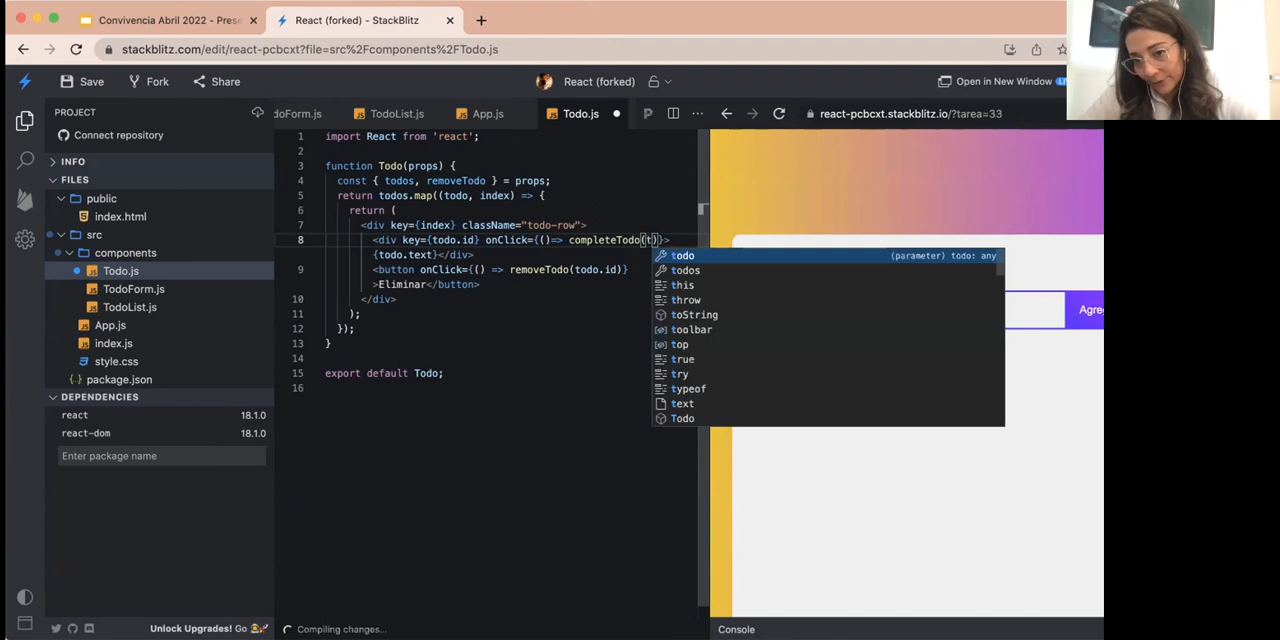 Convivencia Abril 2022 - Prese
React (forked) - StackBlitz
stackblitz.com/edit/react-pcbcxt?file=src%2Fcomponents%2FTodo.js
Save
Fork
Share
React (forked)
Open in New Window
PROJECT
Connect repository
INFO
FILES
public
index.html
src
components
Todo.js
TodoForm.js
TodoList.js
App.js
index.js
style.css
package.json
DEPENDENCIES
react 18.1.0
react-dom 18.1.0
Enter package name
Unlock Upgrades! Go
doForm.js
TodoList.js
App.js
Todo.js
react-pcbcxt.stackblitz.io/?tarea=33
1 import React from 'react';
2
3 function Todo(props) {
4 const { todos, removeTodo } = props;
5 return todos.map((todo, index) => {
6 return (
7 <div key={index} className="todo-row">
8 <div key={todo.id} onClick={()=> completeTodo(t)}>
{todo.text}</div>
9 <button onClick={() => removeTodo(todo.id)}
>Eliminar</button>
10 </div>
11 );
12 });
13 }
14
15 export default Todo;
16
todo (parameter) todo: any
todos
this
throw
toString
toolbar
top
true
try
typeof
text
Todo
Agre
Compiling changes...
Console